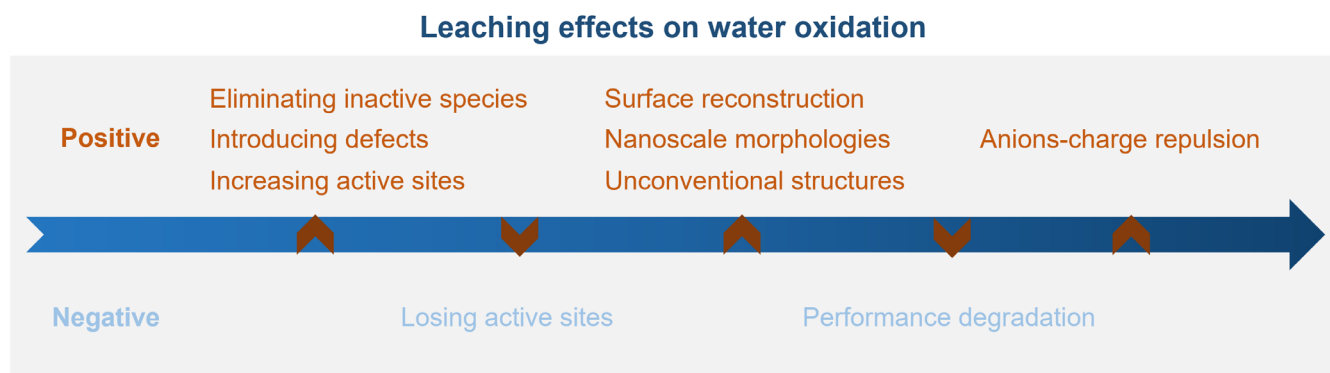 Leaching effects on water oxidation
Positive
Eliminating inactive species
Introducing defects
Increasing active sites
Surface reconstruction
Nanoscale morphologies
Unconventional structures
Anions-charge repulsion
Negative
Losing active sites
Performance degradation